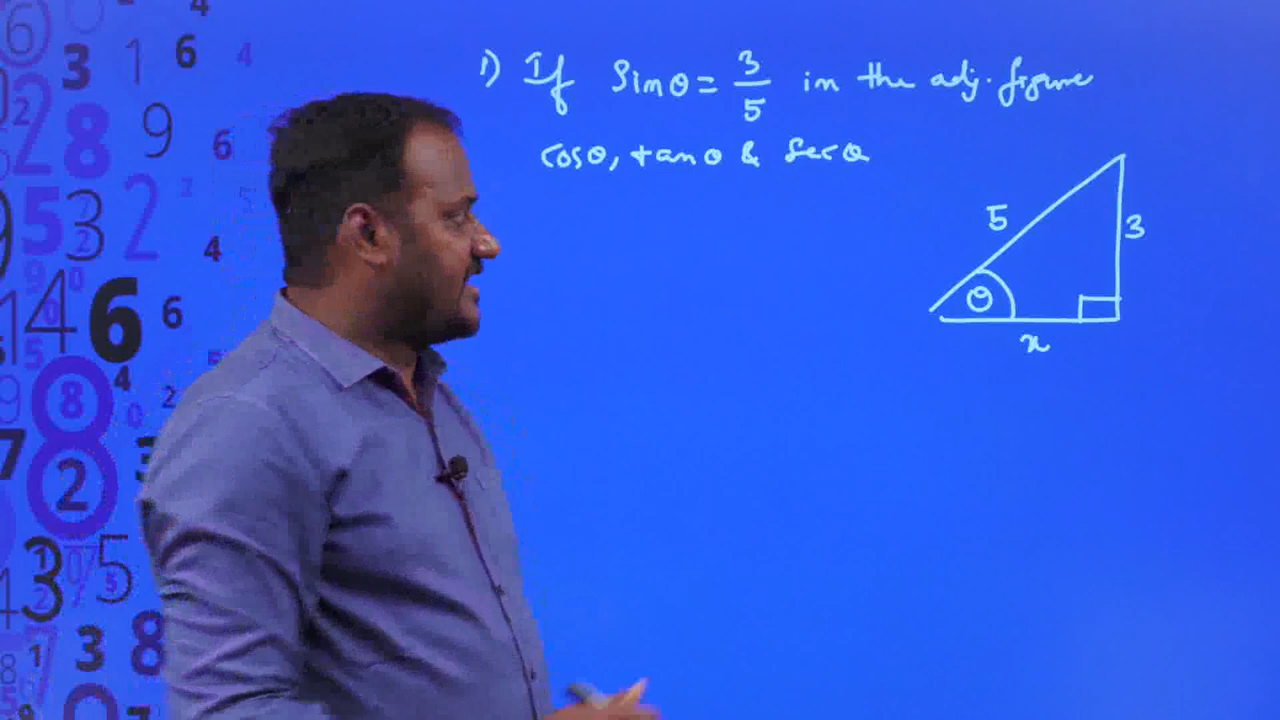 1) If Sinθ = 3/5 in the adj. figure
cosθ, tanθ & Secθ
5
3
θ
x